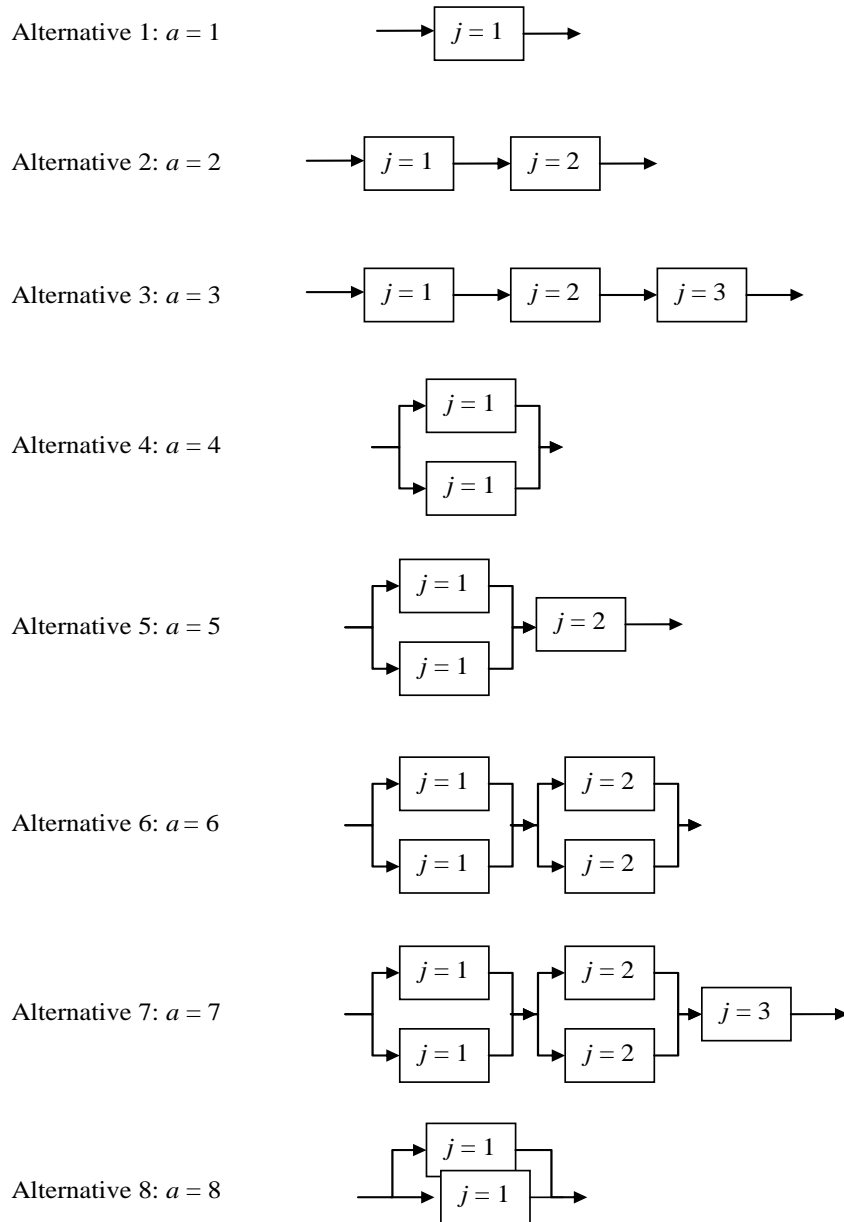 Alternative 1: a = 1
j = 1
Alternative 2: a = 2
j = 1
j = 2
Alternative 3: a = 3
j = 1
j = 2
j = 3
Alternative 4: a = 4
j = 1
j = 1
Alternative 5: a = 5
j = 1
j = 1
j = 2
Alternative 6: a = 6
j = 1
j = 2
j = 1
j = 2
Alternative 7: a = 7
j = 1
j = 2
j = 1
j = 2
j = 3
Alternative 8: a = 8
j = 1
j = 1